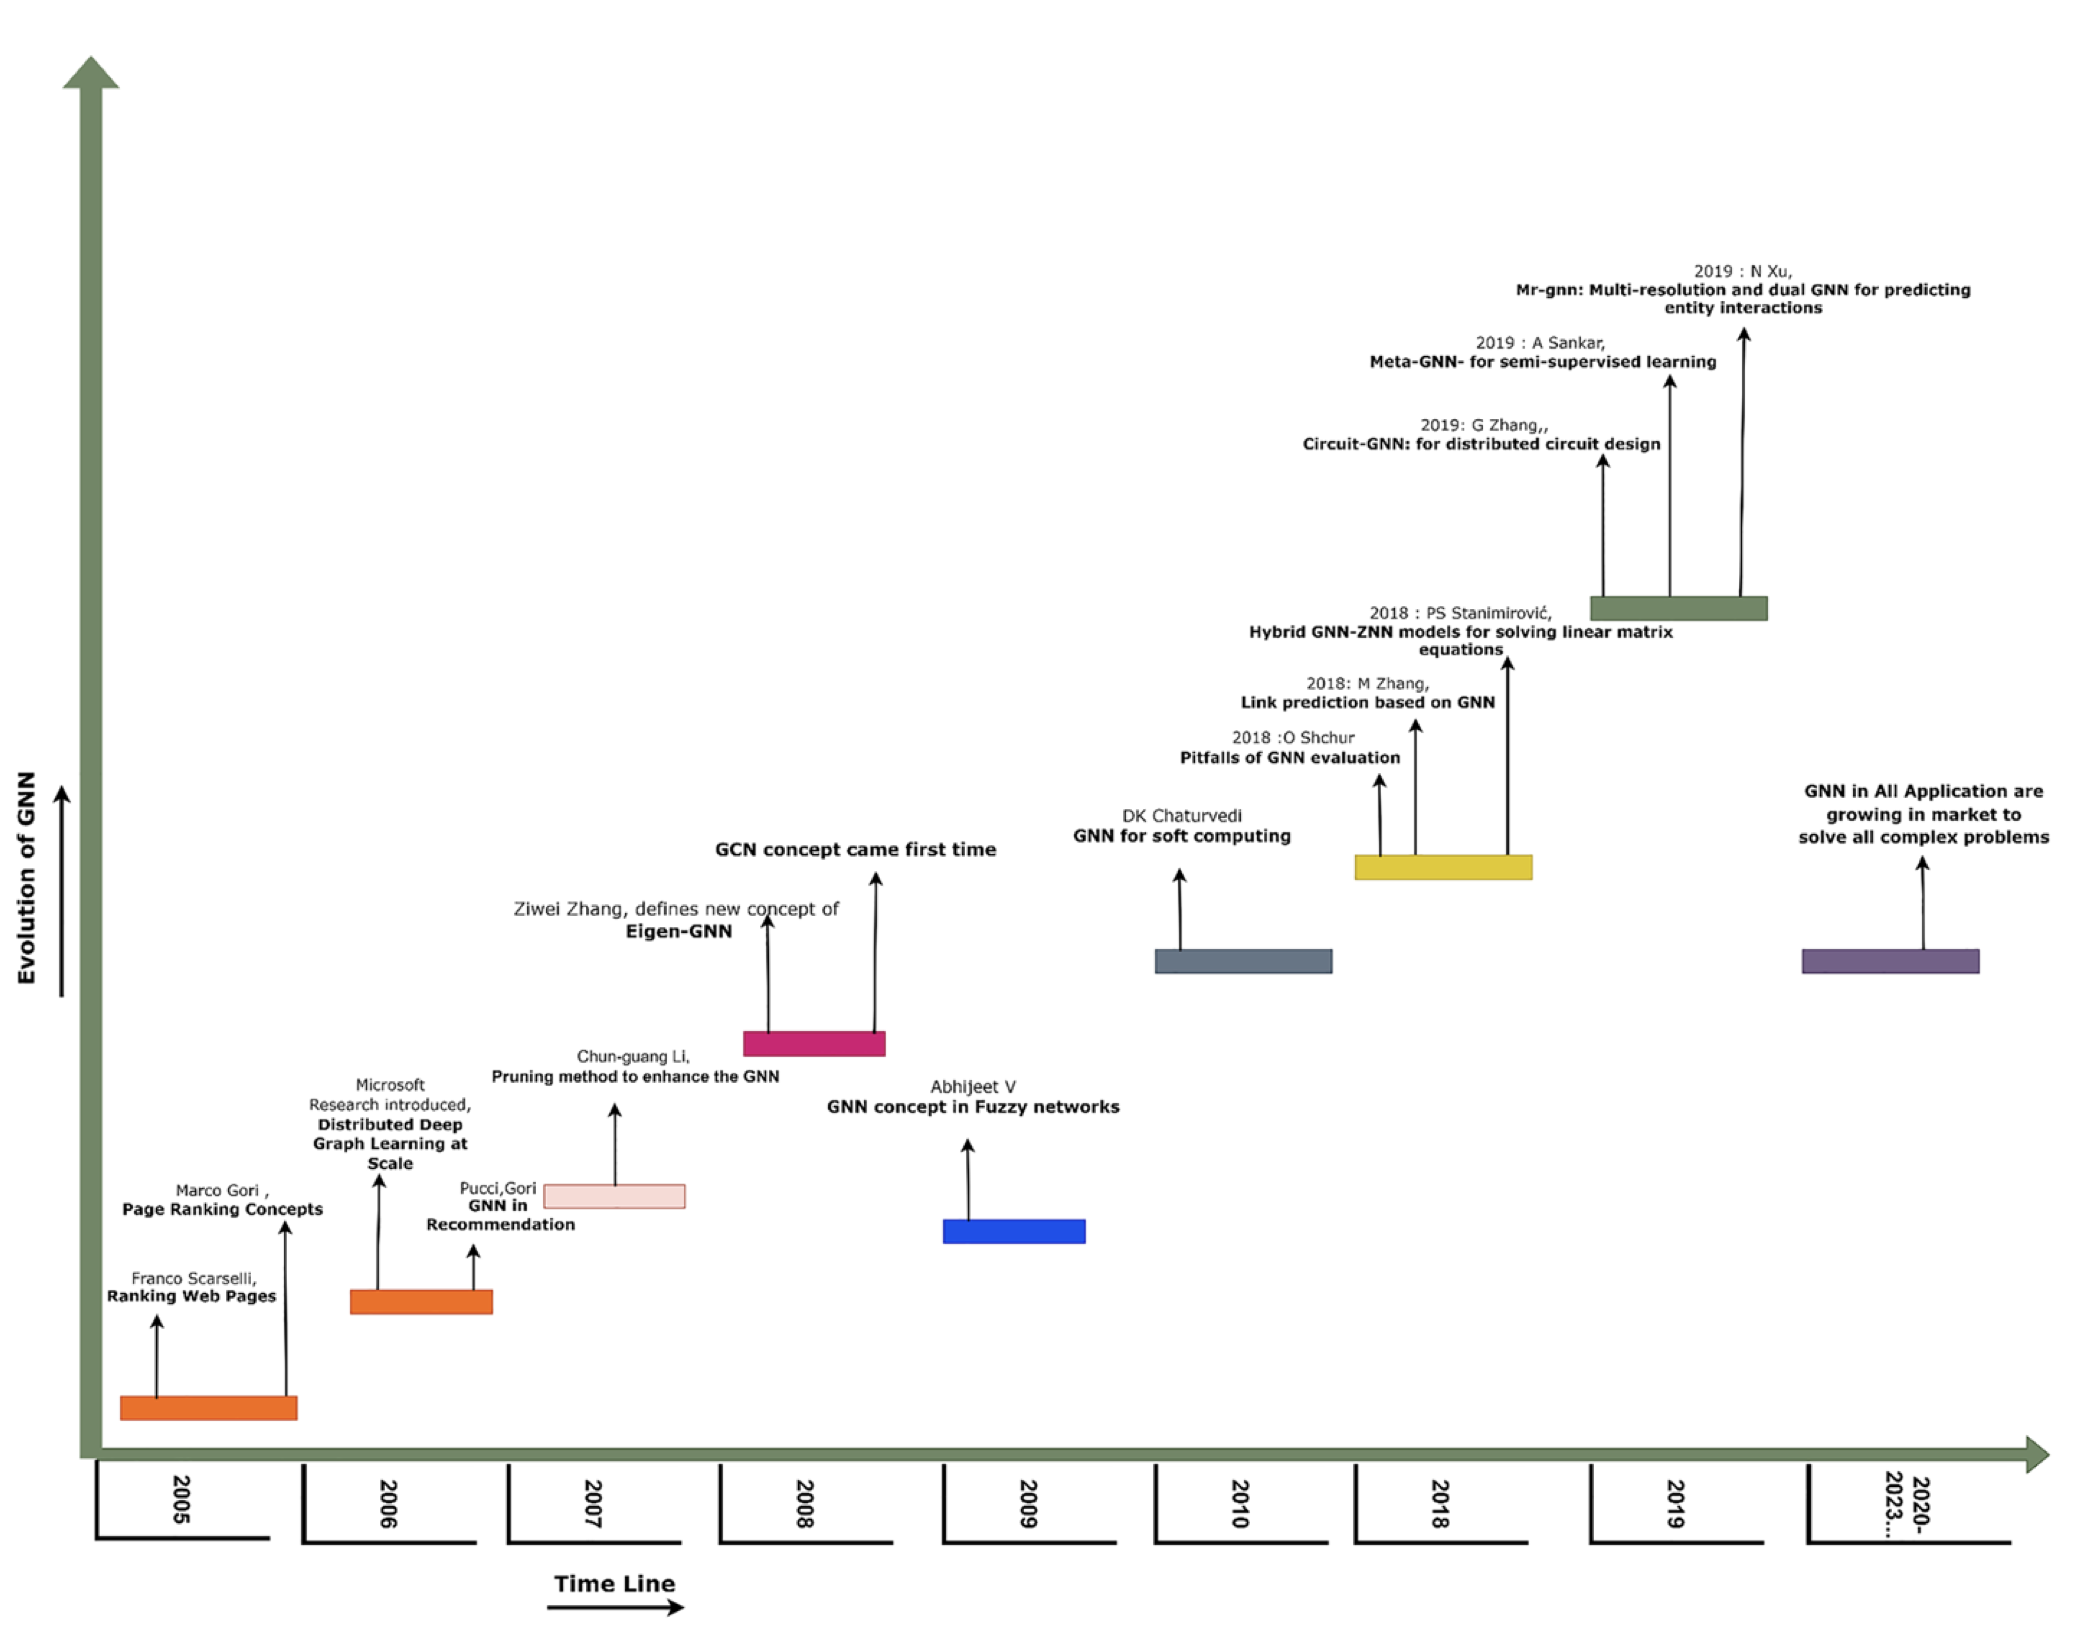 2019 : N Xu,
Mr-gnn: Multi-resolution and dual GNN for predicting
entity interactions
2019 : A Sankar,
Meta-GNN- for semi-supervised learning
2019: G Zhang,,
Circuit-GNN: for distributed circuit design
2018 : PS Stanimirović,
Hybrid GNN-ZNN models for solving linear matrix
equations
2018: M Zhang,
Link prediction based on GNN
2018 :O Shchur
Pitfalls of GNN evaluation
GNN in All Application are
growing in market to
solve all complex problems
DK Chaturvedi
GNN for soft computing
GCN concept came first time
Ziwei Zhang, defines new concept of
Eigen-GNN
Chun-guang Li,
Pruning method to enhance the GNN
Abhijeet V
GNN concept in Fuzzy networks
Microsoft
Research introduced,
Distributed Deep
Graph Learning at
Scale
Pucci,Gori
GNN in
Recommendation
Marco Gori ,
Page Ranking Concepts
Franco Scarselli,
Ranking Web Pages
Evolution of GNN
2005
2006
2007
2008
2009
2010
2018
2019
2020-
2023...
Time Line